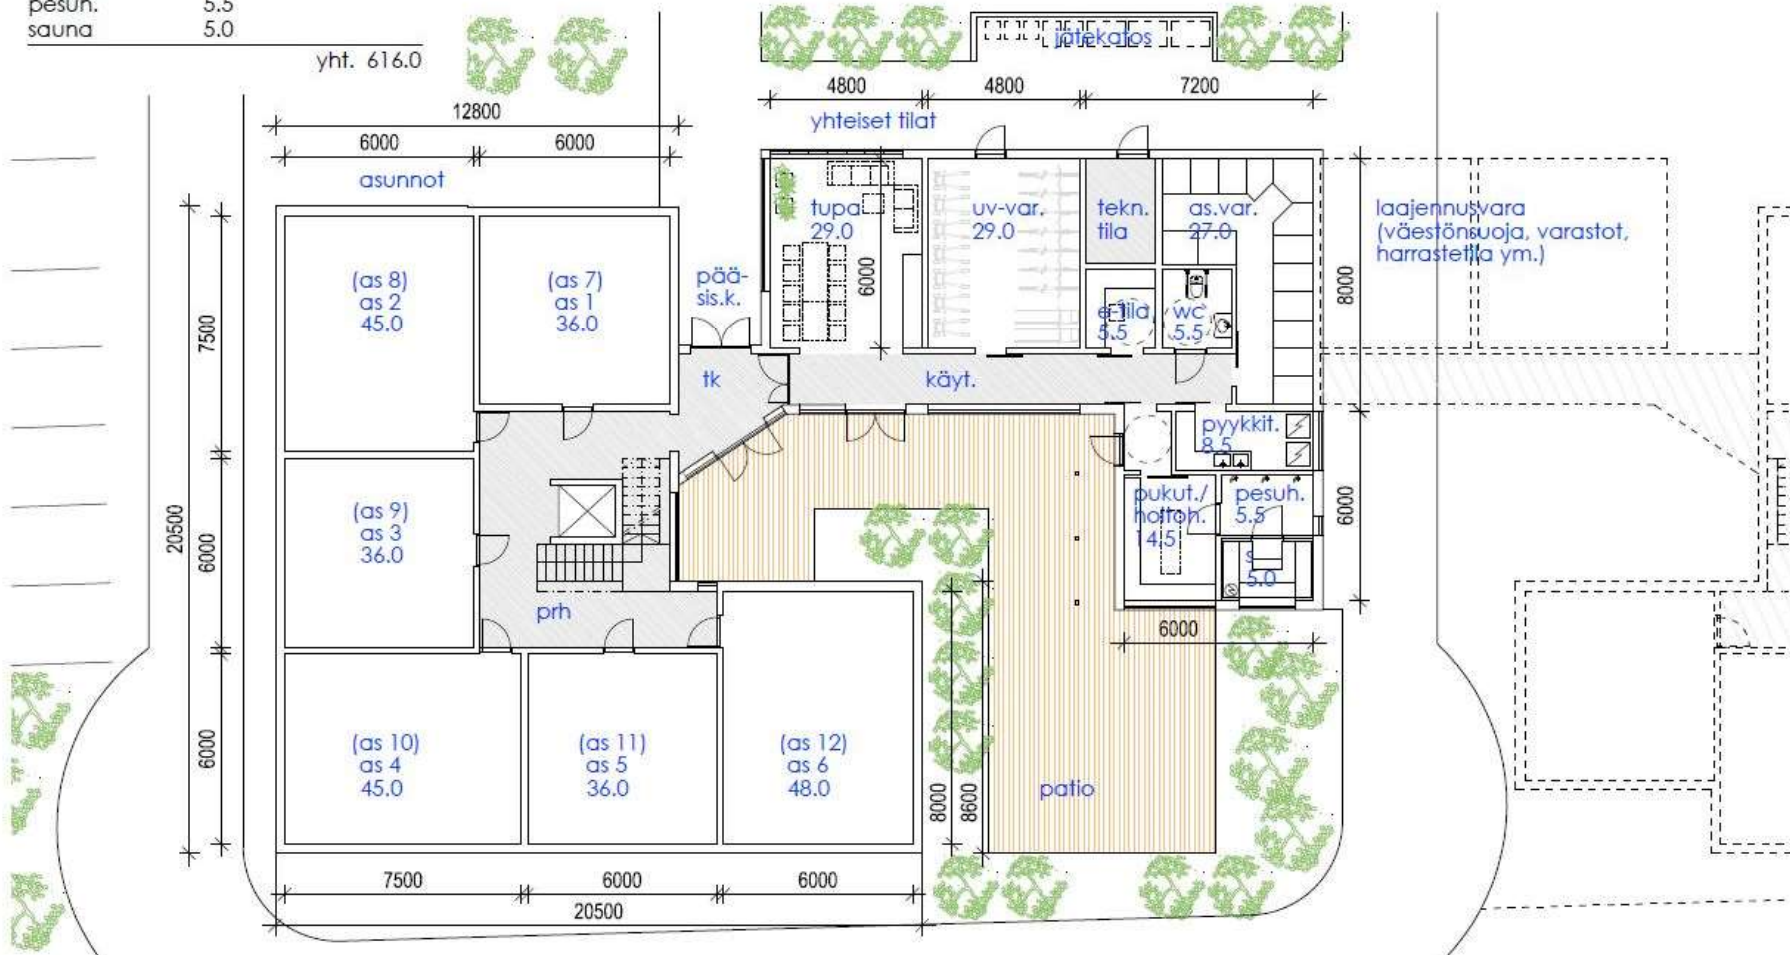 pesuh. 5.5
sauna 5.0
yht. 616.0
jätekatos
4800 4800 7200
12800
yhteiset tilat
6000 6000
asunnot
tupa
29.0
uv-var.
29.0
tekn.
tila
as.var.
27.0
laajennusvara
(väestönsuoja, varastot,
harrastetila ym.)
(as 8)
as 2
45.0
(as 7)
as 1
36.0
pää-
sis.k.
6000
8000
e-tila
5.5
wc
5.5
7500
tk
käyt.
pyykkit.
8.5
20500
6000
(as 9)
as 3
36.0
pukut./
hoitoh.
14.5
pesuh.
5.5
6000
s
5.0
prh
6000
6000
(as 10)
as 4
45.0
(as 11)
as 5
36.0
(as 12)
as 6
48.0
8000
8600
patio
7500 6000 6000
20500